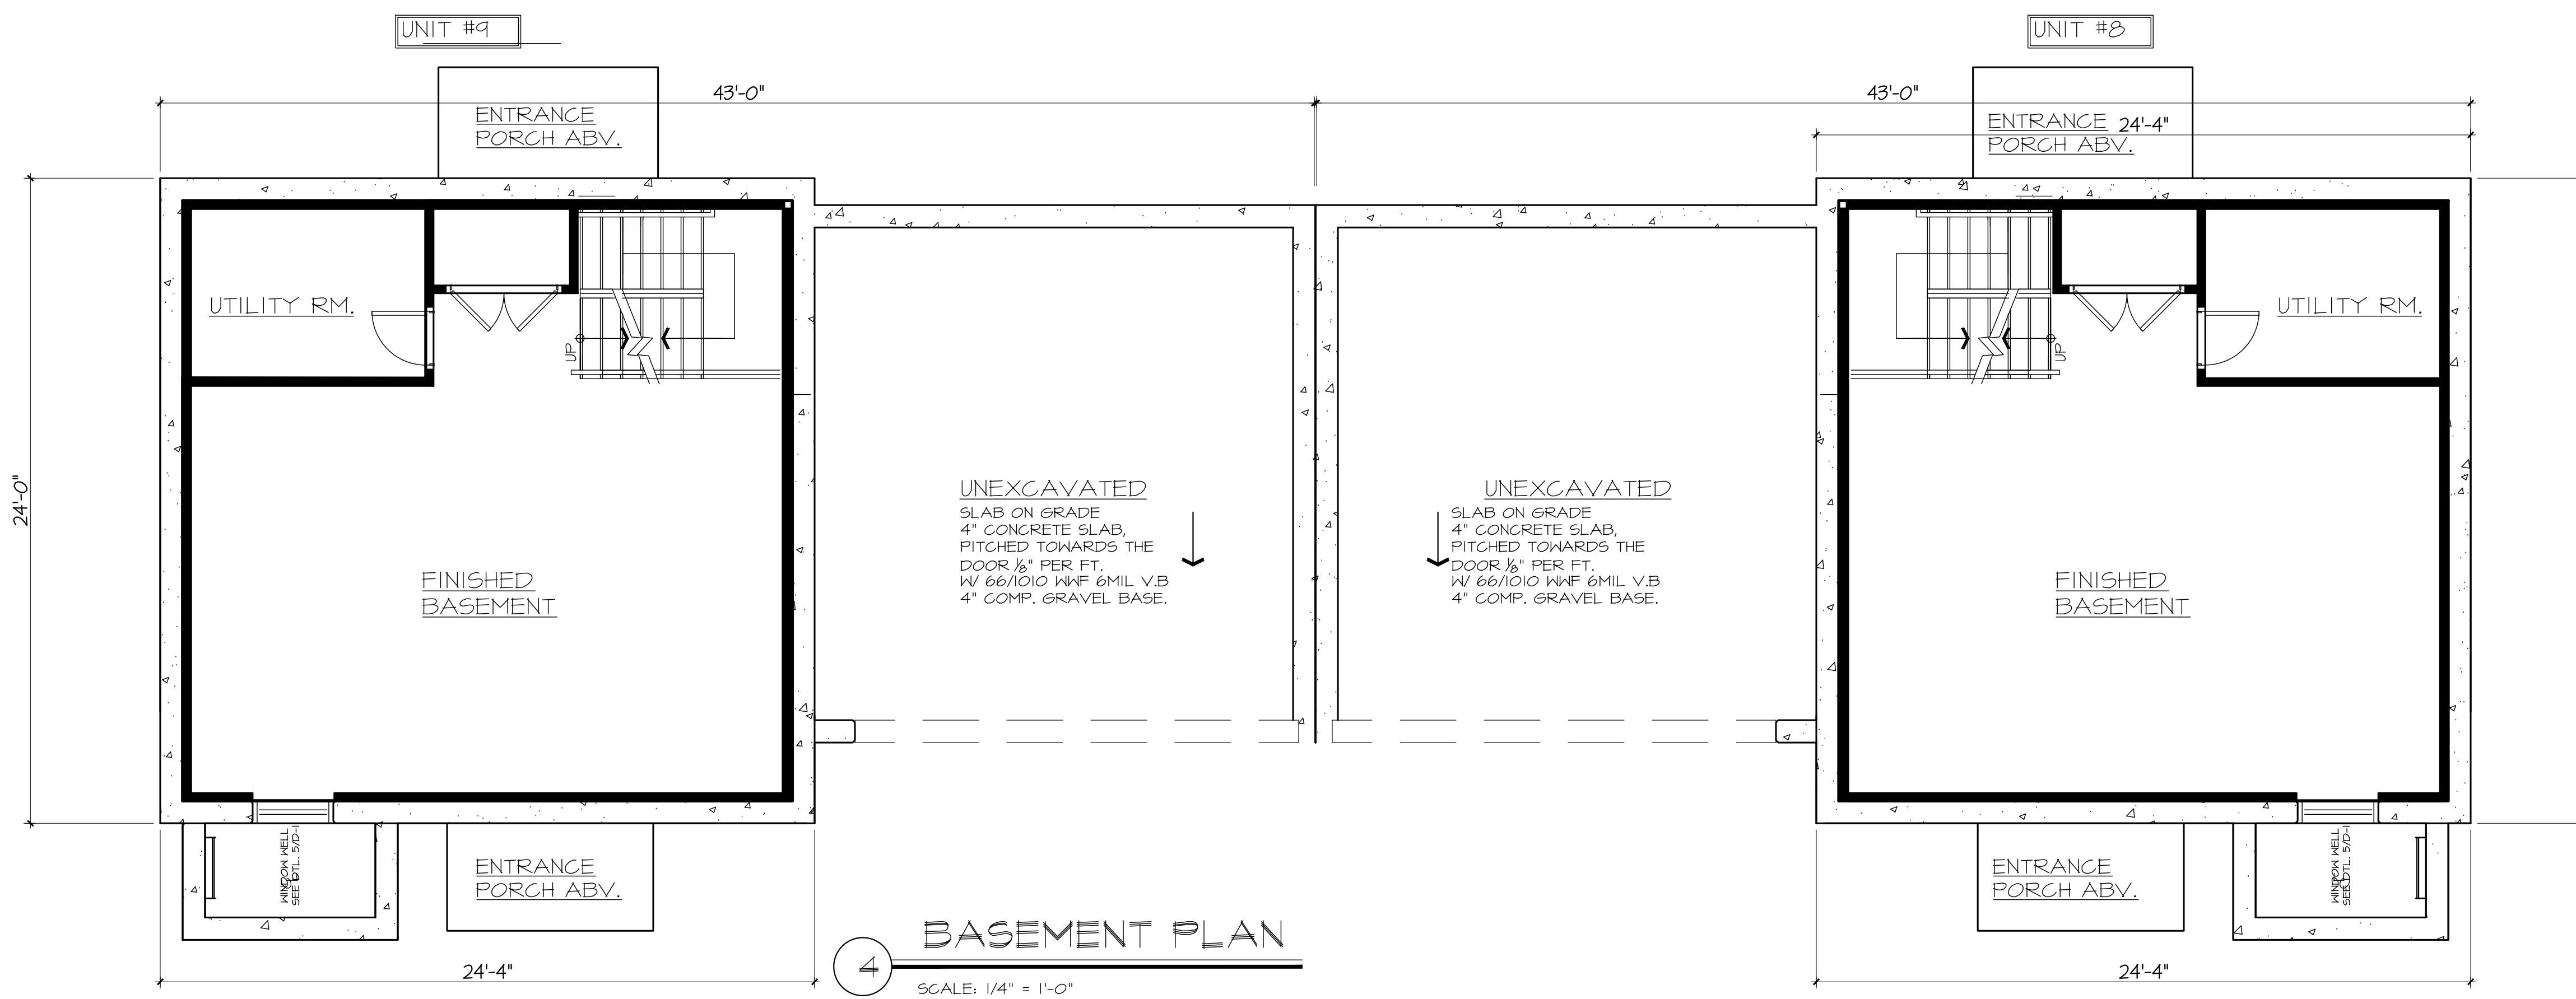 UNIT #9
UNIT #8
43'-0"
43'-0"
ENTRANCE
PORCH ABV.
ENTRANCE
PORCH ABV.
24'-4"
UTILITY RM.
UP
UP
UTILITY RM.
24'-0"
UNEXCAVATED
SLAB ON GRADE
4" CONCRETE SLAB,
PITCHED TOWARDS THE
DOOR ⅛" PER FT.
W/ 66/1010 WWF 6MIL V.B
4" COMP. GRAVEL BASE.
UNEXCAVATED
SLAB ON GRADE
4" CONCRETE SLAB,
PITCHED TOWARDS THE
DOOR ⅛" PER FT.
W/ 66/1010 WWF 6MIL V.B
4" COMP. GRAVEL BASE.
FINISHED
BASEMENT
FINISHED
BASEMENT
WINDOW WELL
SEE DTL. 5/D-1
ENTRANCE
PORCH ABV.
ENTRANCE
PORCH ABV.
WINDOW WELL
SEE DTL. 5/D-1
4
BASEMENT PLAN
SCALE: 1/4" = 1'-0"
24'-4"
24'-4"